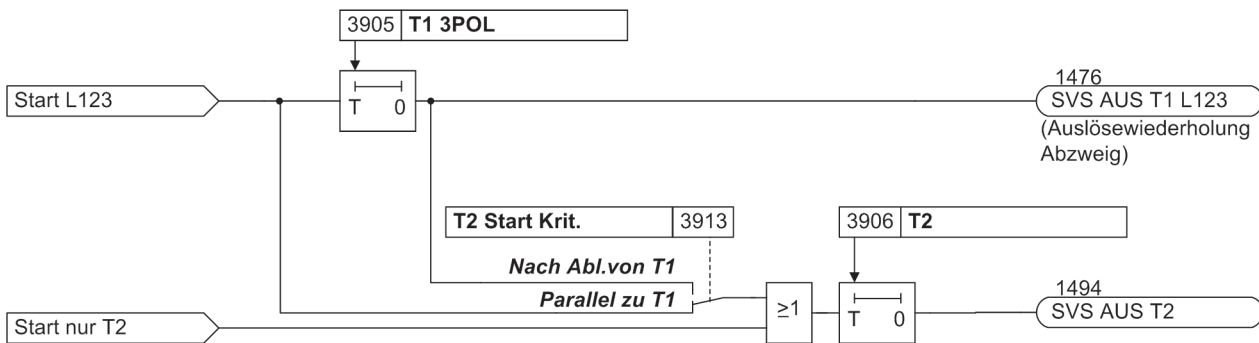 3905 T1 3POL
T 0
Start L123
1476
SVS AUS T1 L123
(Auslösewiederholung
Abzweig)
T2 Start Krit. 3913
3906 T2
Nach Abl.von T1
Parallel zu T1
≥1
T 0
1494
SVS AUS T2
Start nur T2